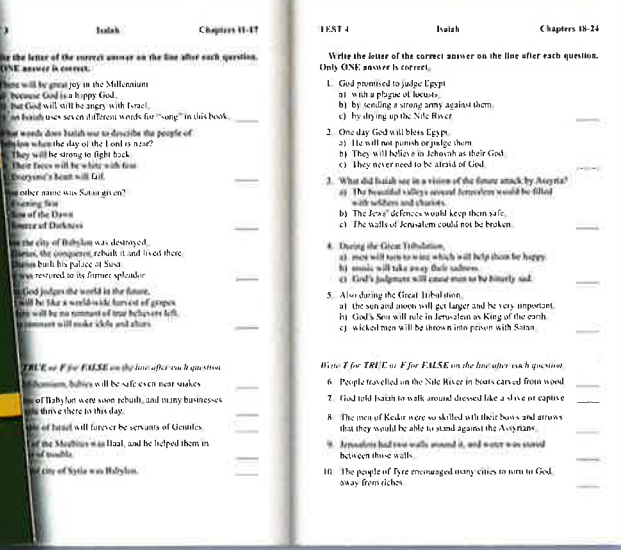 3 Isaiah Chapters 11-17
the letter of the correct answer on the line after each question.
ONE answer is correct.
will be great joy in the Millennium
because God is a happy God.
but God will still be angry with Israel.
Isaiah uses seven different words for "song" in this book.
words does Isaiah use to describe the people of
when the day of the Lord is near?
They will be strong to fight back.
Their faces will be white with fear.
Everyone's heart will fail.
other name was Satan given?
Evening Star
Son of the Dawn
Source of Darkness
the city of Babylon was destroyed,
the conqueror, rebuilt it and lived there.
built his palace at Susa.
was restored to its former splendor.
God judges the world in the future,
will be like a world-wide harvest of grapes.
will be no remnant of true believers left.
remnant will make idols and altars.
TRUE or F for FALSE on the line after each question.
babies will be safe even near snakes.
of Babylon were soon rebuilt, and many businesses
thrive there to this day.
of Israel will forever be servants of Gentiles.
of the Moabites was Baal, and he helped them in
of trouble.
city of Syria was Babylon.
TEST 4 Isaiah Chapters 18-24
Write the letter of the correct answer on the line after each question.
Only ONE answer is correct.
1. God promised to judge Egypt
a) with a plague of locusts.
b) by sending a strong army against them.
c) by drying up the Nile River.
2. One day God will bless Egypt.
a) He will not punish or judge them.
b) They will believe in Jehovah as their God.
c) They never need to be afraid of God.
3. What did Isaiah see in a vision of the future attack by Assyria?
a) The beautiful valleys around Jerusalem would be filled
with soldiers and chariots.
b) The Jews' defences would keep them safe.
c) The walls of Jerusalem could not be broken.
4. During the Great Tribulation,
a) men will turn to wine which will help them be happy.
b) music will take away their sadness.
c) God's judgment will cause men to be bitterly sad.
5. Also during the Great Tribulation,
a) the sun and moon will get larger and be very important.
b) God's Son will rule in Jerusalem as King of the earth.
c) wicked men will be thrown into prison with Satan.
Write T for TRUE or F for FALSE on the line after each question.
6. People travelled on the Nile River in boats carved from wood.
7. God told Isaiah to walk around dressed like a slave or captive.
8. The men of Kedar were so skilled with their bows and arrows
that they would be able to stand against the Assyrians.
9. Jerusalem had two walls around it, and water was stored
between those walls.
10. The people of Tyre encouraged many cities to turn to God,
away from riches.